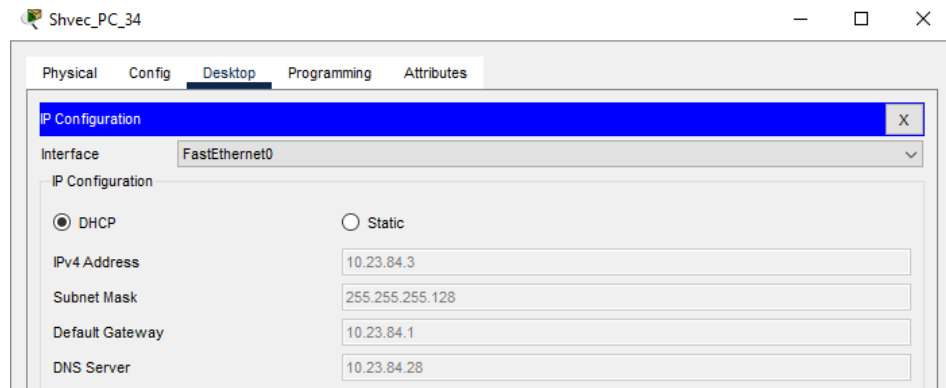 Shvec_PC_34
Physical Config Desktop Programming Attributes
IP Configuration X
Interface FastEthernet0
IP Configuration
DHCP Static
IPv4 Address 10.23.84.3
Subnet Mask 255.255.255.128
Default Gateway 10.23.84.1
DNS Server 10.23.84.28